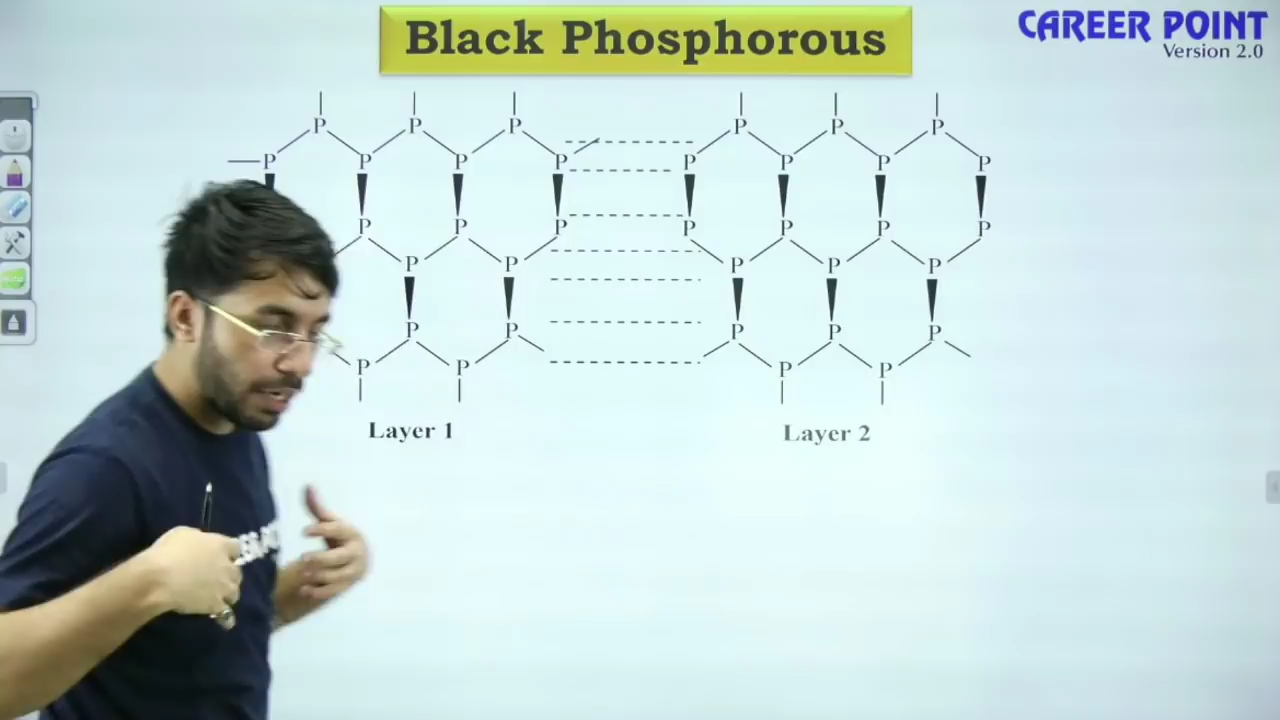 Black Phosphorous
CAREER POINT
Version 2.0
P P P P P P
P P P P P P P P
P P P P P P P
P P P P P
P P P P P
P P P P
Layer 1
Layer 2